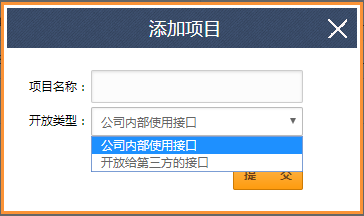 添加项目
项目名称：
开放类型： 公司内部使用接口
公司内部使用接口
开放给第三方的接口
提 交